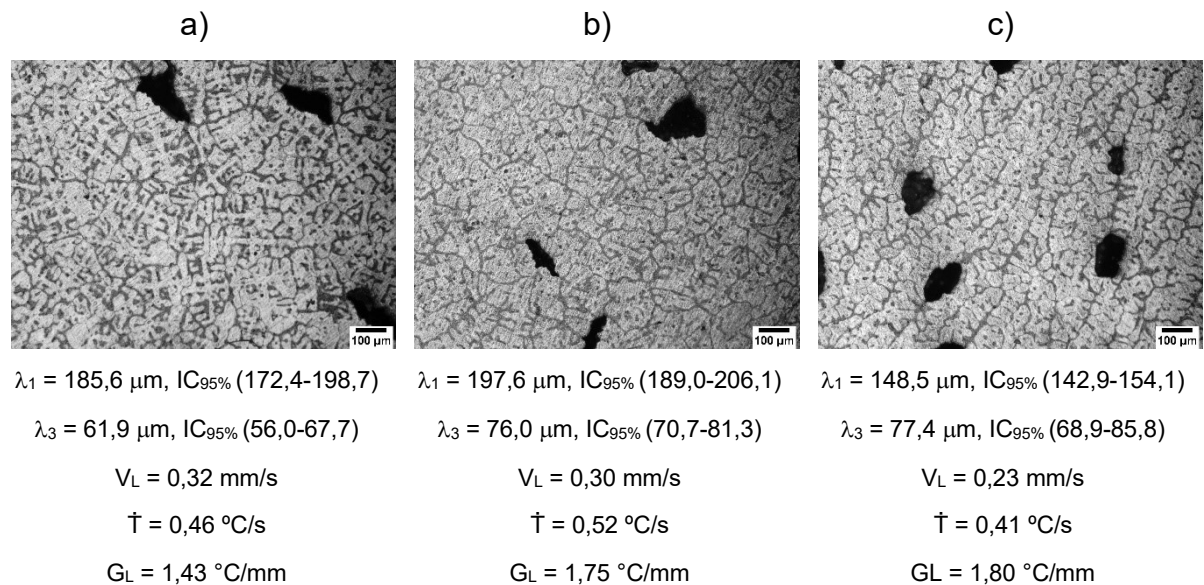 a)
b)
c)
100 µm
100 µm
100 µm
λ1 = 185,6 µm, IC95% (172,4-198,7)
λ1 = 197,6 µm, IC95% (189,0-206,1)
λ1 = 148,5 µm, IC95% (142,9-154,1)
λ3 = 61,9 µm, IC95% (56,0-67,7)
λ3 = 76,0 µm, IC95% (70,7-81,3)
λ3 = 77,4 µm, IC95% (68,9-85,8)
VL = 0,32 mm/s
VL = 0,30 mm/s
VL = 0,23 mm/s
Ṫ = 0,46 ºC/s
Ṫ = 0,52 ºC/s
Ṫ = 0,41 ºC/s
GL = 1,43 °C/mm
GL = 1,75 °C/mm
GL = 1,80 °C/mm